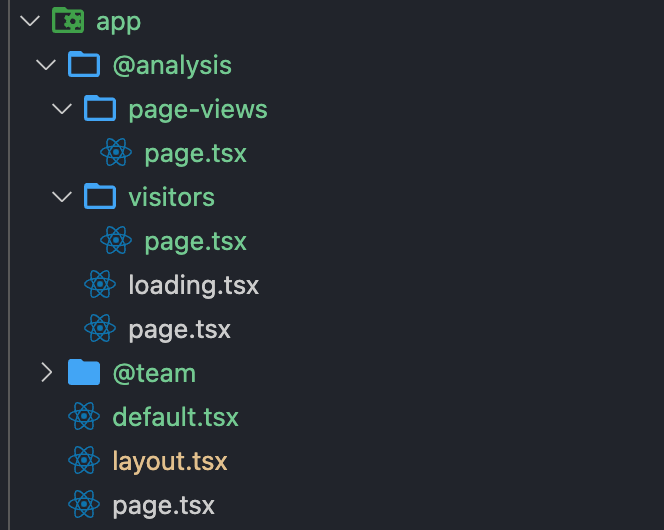 app
@analysis
page-views
page.tsx
visitors
page.tsx
loading.tsx
page.tsx
@team
default.tsx
layout.tsx
page.tsx